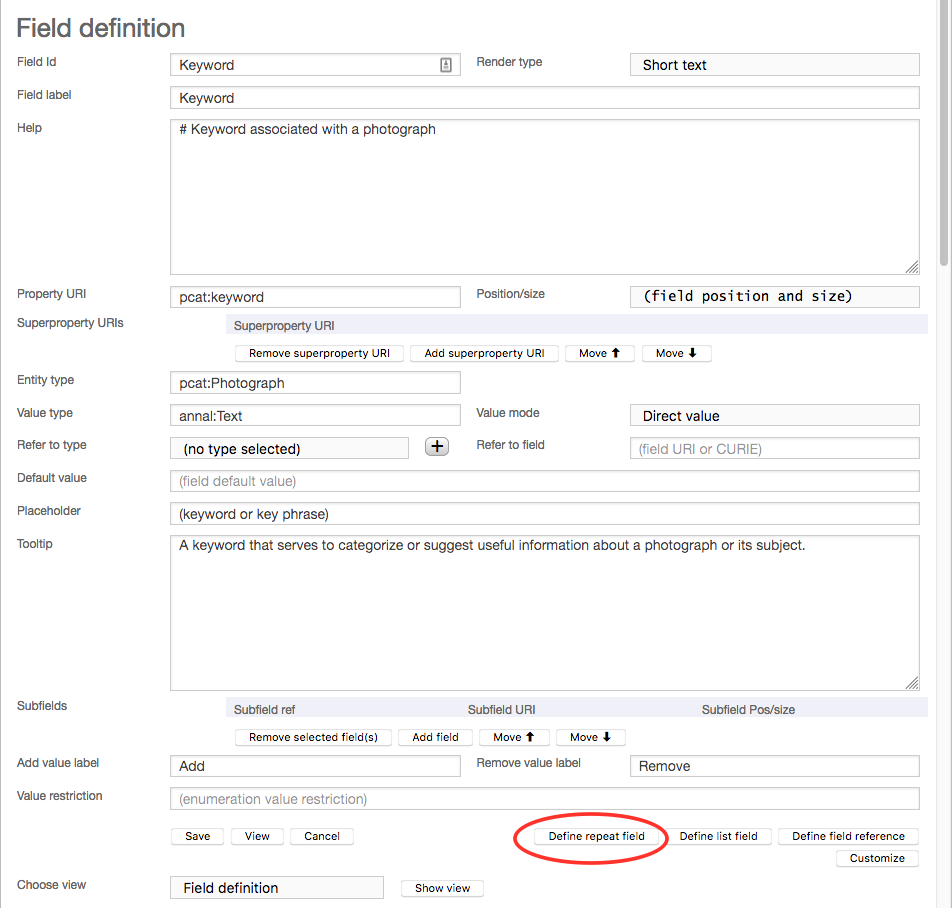 Field definition
Field Id Keyword Render type Short text
Field label Keyword
Help # Keyword associated with a photograph
Property URI pcat:keyword Position/size (field position and size)
Superproperty URIs Superproperty URI
Remove superproperty URI Add superproperty URI Move ⬆ Move ⬇
Entity type pcat:Photograph
Value type annal:Text Value mode Direct value
Refer to type (no type selected) + Refer to field (field URI or CURIE)
Default value (field default value)
Placeholder (keyword or key phrase)
Tooltip A keyword that serves to categorize or suggest useful information about a photograph or its subject.
Subfields Subfield ref Subfield URI Subfield Pos/size
Remove selected field(s) Add field Move ⬆ Move ⬇
Add value label Add Remove value label Remove
Value restriction (enumeration value restriction)
Save View Cancel Define repeat field Define list field Define field reference
Customize
Choose view Field definition Show view